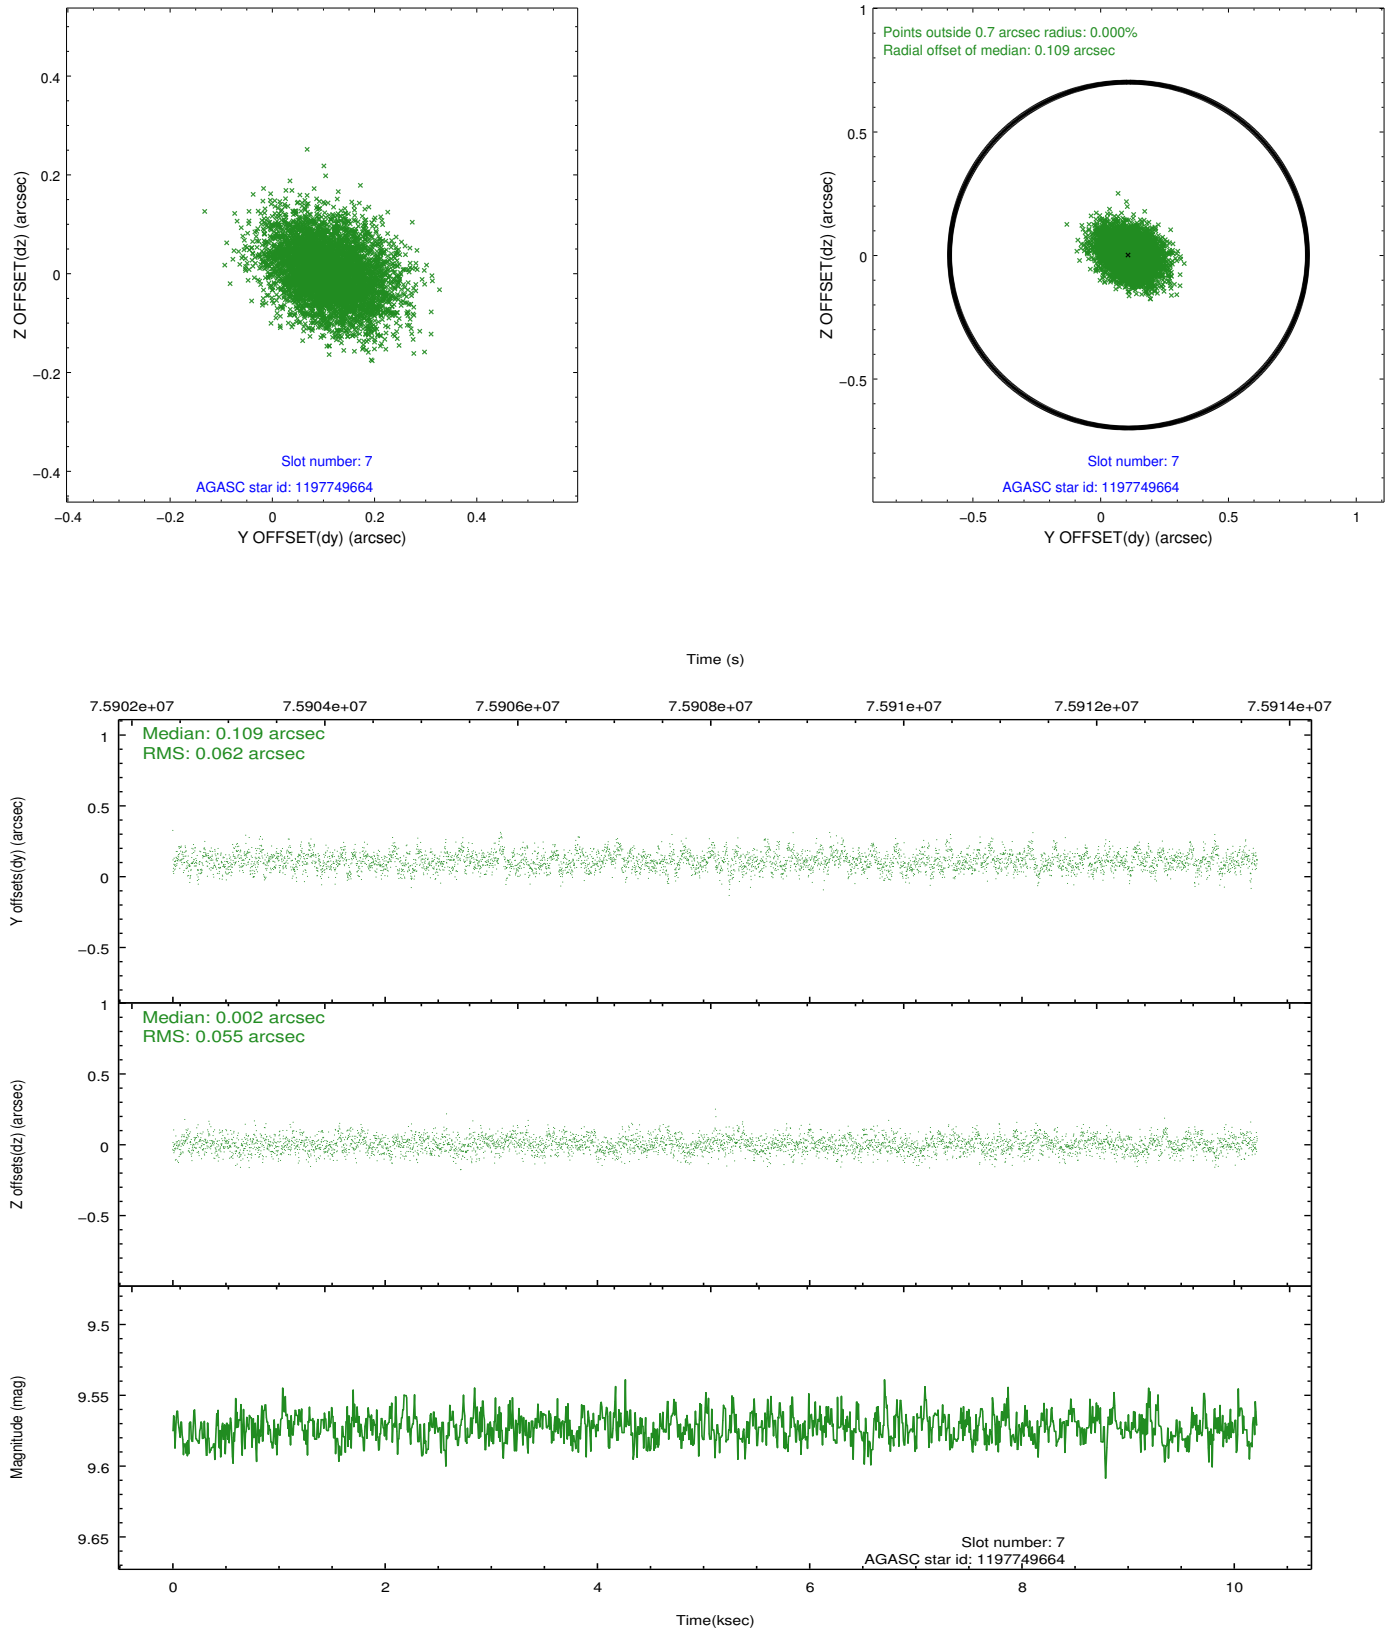 0.4
0.2
0
−0.2
−0.4
−0.4
−0.2
0
0.2
0.4
Z OFFSET(dz) (arcsec)
Y OFFSET(dy) (arcsec)
Slot number: 7
AGASC star id: 1197749664
Points outside 0.7 arcsec radius: 0.000%
Radial offset of median: 0.109 arcsec
1
0.5
0
−0.5
−0.5
0
0.5
1
Z OFFSET(dz) (arcsec)
Y OFFSET(dy) (arcsec)
Slot number: 7
AGASC star id: 1197749664
Time (s)
7.5902e+07
7.5904e+07
7.5906e+07
7.5908e+07
7.591e+07
7.5912e+07
7.5914e+07
Median: 0.109 arcsec
RMS: 0.062 arcsec
1
0.5
0
−0.5
Y offsets(dy) (arcsec)
Median: 0.002 arcsec
RMS: 0.055 arcsec
1
0.5
0
−0.5
Z offsets(dz) (arcsec)
9.5
9.55
9.6
9.65
Magnitude (mag)
Slot number: 7
AGASC star id: 1197749664
0
2
4
6
8
10
Time(ksec)